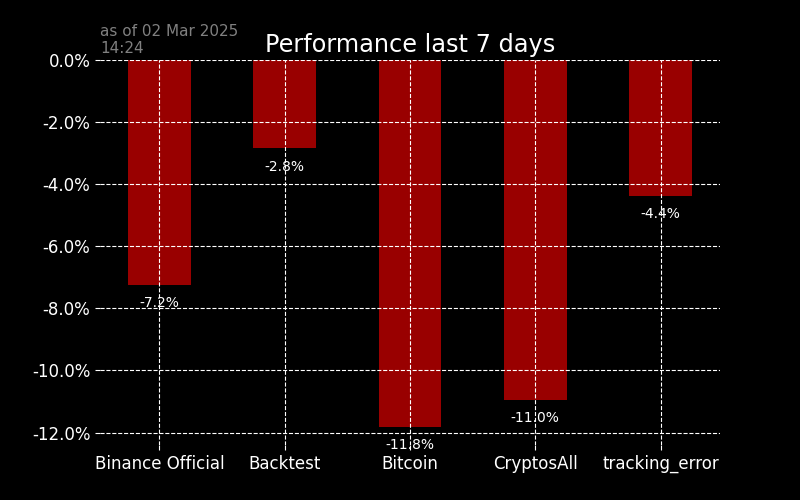 as of 02 Mar 2025
14:24
Performance last 7 days
0.0%
-2.0%
-4.0%
-6.0%
-8.0%
-10.0%
-12.0%
-7.2%
-2.8%
-11.8%
-11.0%
-4.4%
Binance Official
Backtest
Bitcoin
CryptosAll
tracking_error